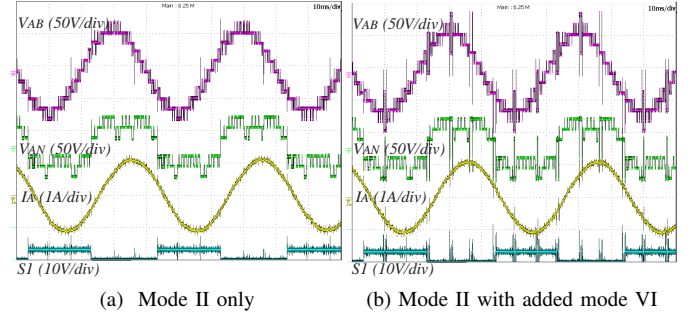 Main : 6.25 M
10ms/div
VAB (50V/div)
VAN (50V/div)
IA (1A/div)
S1 (10V/div)
(a) Mode II only
Main : 6.25 M
10ms/div
VAB (50V/div)
VAN (50V/div)
IA (1A/div)
S1 (10V/div)
(b) Mode II with added mode VI